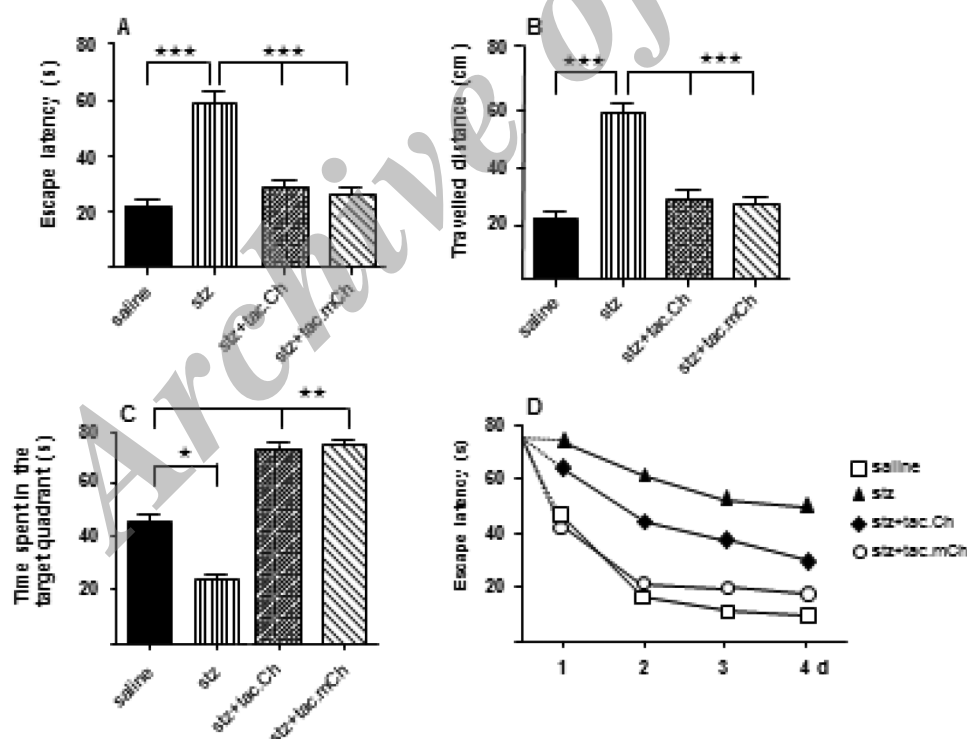 A
Escape latency (s)
80
60
40
20
★★★
★★★
saline
stz
stz+tac.Ch
stz+tac.mCh
B
Travelled distance (cm)
80
60
40
20
★★★
★★★
saline
stz
stz+tac.Ch
stz+tac.mCh
C
Time spent in the
target quadrant (s)
80
60
40
20
★
★★
saline
stz
stz+tac.Ch
stz+tac.mCh
D
Escape latency (s)
80
60
40
20
1 2 3 4 d
saline
stz
stz+tac.Ch
stz+tac.mCh
Archive of